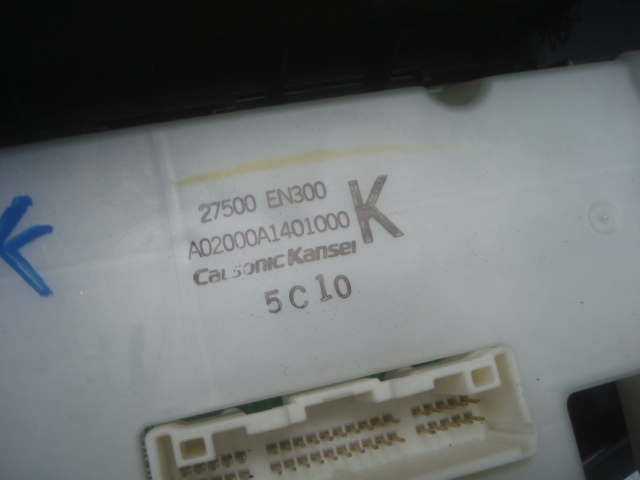 27500 EN300
A02000A1401000 K
Calsonic Kansei
5C10